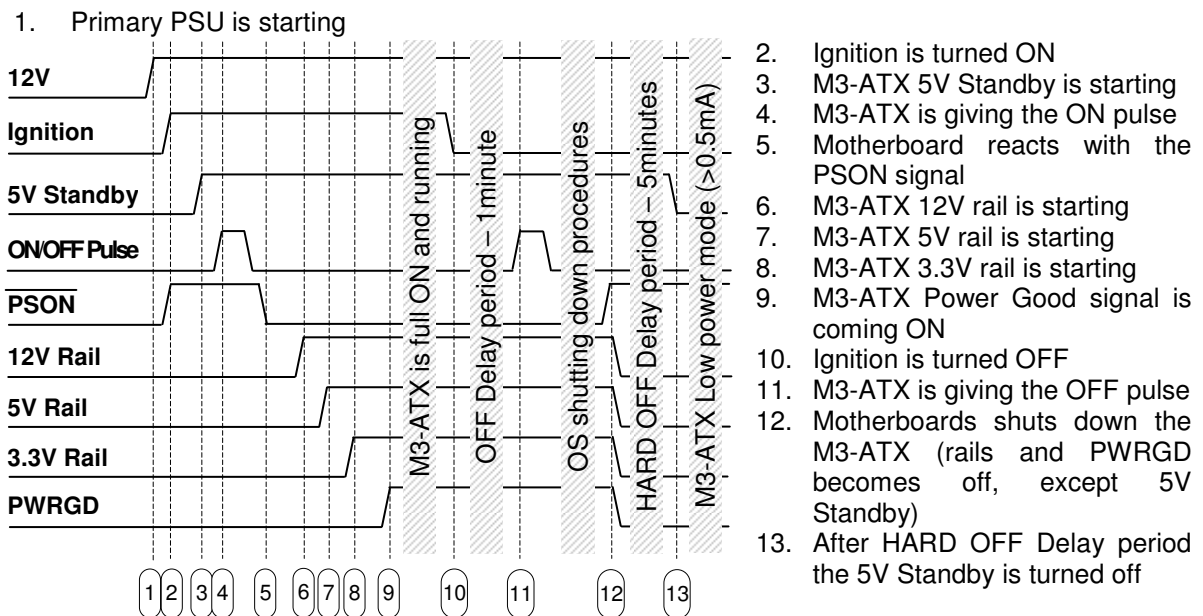 1. Primary PSU is starting
12V
Ignition
5V Standby
ON/OFF Pulse
PSON
12V Rail
5V Rail
3.3V Rail
PWRGD
M3-ATX is full ON and running
OFF Delay period – 1minute
OS shutting down procedures
HARD OFF Delay period – 5minutes
M3-ATX Low power mode (>0.5mA)
1 2 3 4 5 6 7 8 9 10 11 12 13
2. Ignition is turned ON
3. M3-ATX 5V Standby is starting
4. M3-ATX is giving the ON pulse
5. Motherboard reacts with the
PSON signal
6. M3-ATX 12V rail is starting
7. M3-ATX 5V rail is starting
8. M3-ATX 3.3V rail is starting
9. M3-ATX Power Good signal is
coming ON
10. Ignition is turned OFF
11. M3-ATX is giving the OFF pulse
12. Motherboards shuts down the
M3-ATX (rails and PWRGD
becomes off, except 5V
Standby)
13. After HARD OFF Delay period
the 5V Standby is turned off